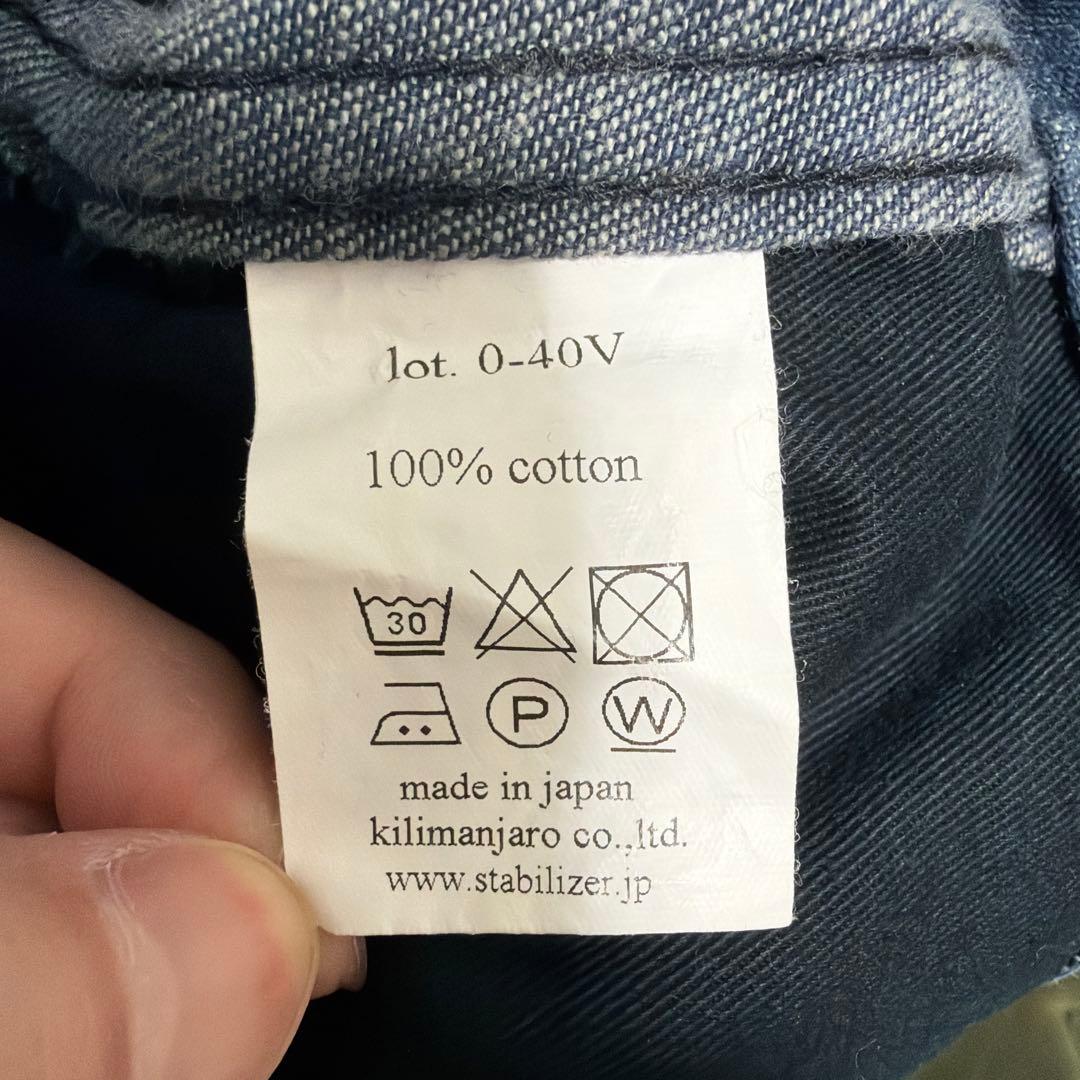 lot. 0-40V
100% cotton
30
P W
made in japan
kilimanjaro co.,ltd.
www.stabilizer.jp